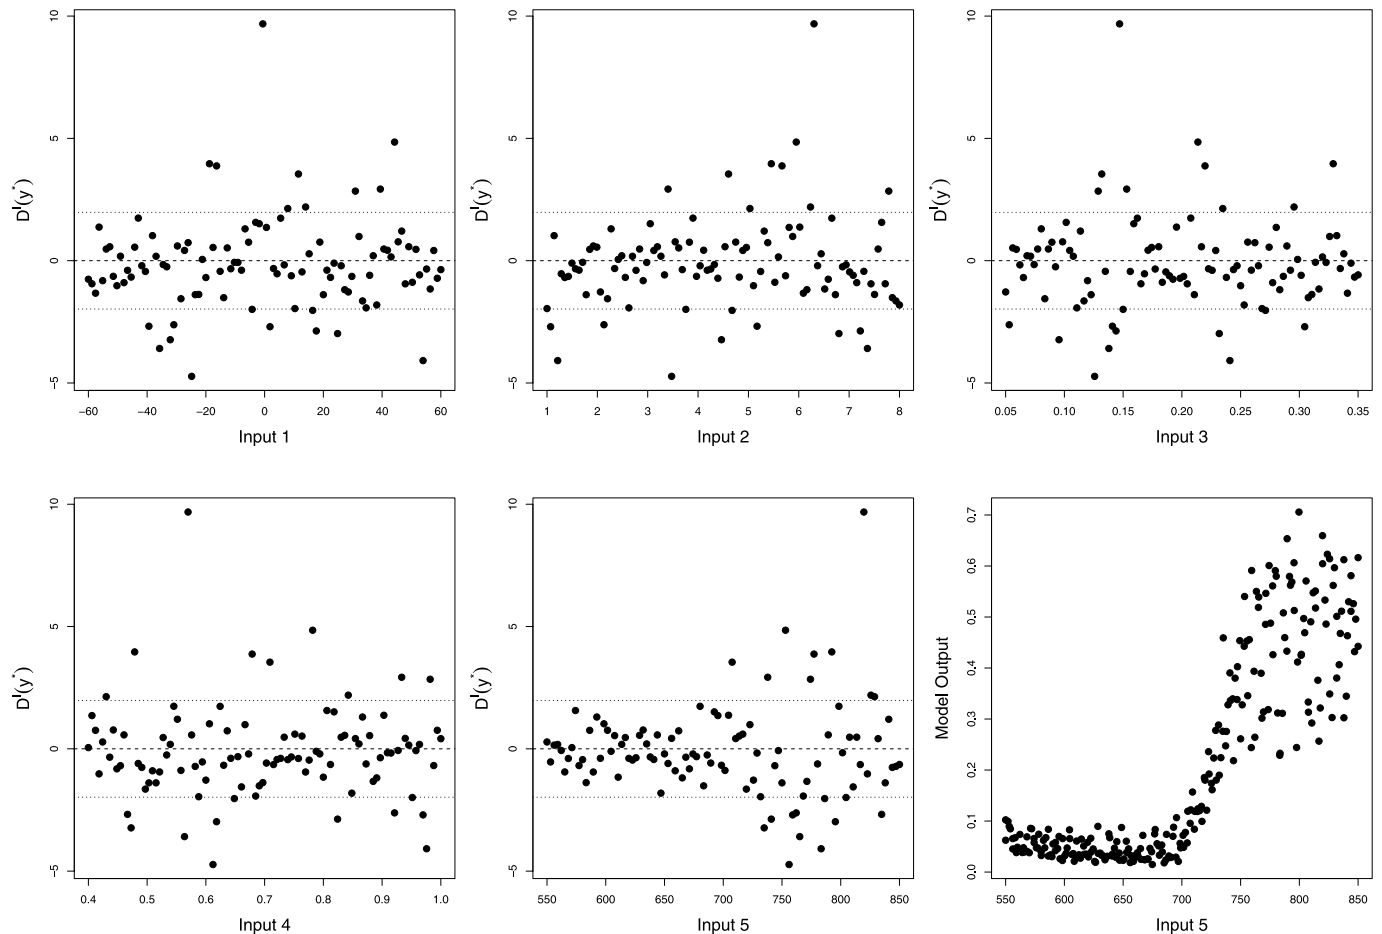 10
5
0
−5
D^I(y*)
−60 −40 −20 0 20 40 60
Input 1
10
5
0
−5
D^I(y*)
1 2 3 4 5 6 7 8
Input 2
10
5
0
−5
D^I(y*)
0.05 0.10 0.15 0.20 0.25 0.30 0.35
Input 3
10
5
0
−5
D^I(y*)
0.4 0.5 0.6 0.7 0.8 0.9 1.0
Input 4
10
5
0
−5
D^I(y*)
550 600 650 700 750 800 850
Input 5
0.7
0.6
0.5
0.4
0.3
0.2
0.1
0.0
Model Output
550 600 650 700 750 800 850
Input 5